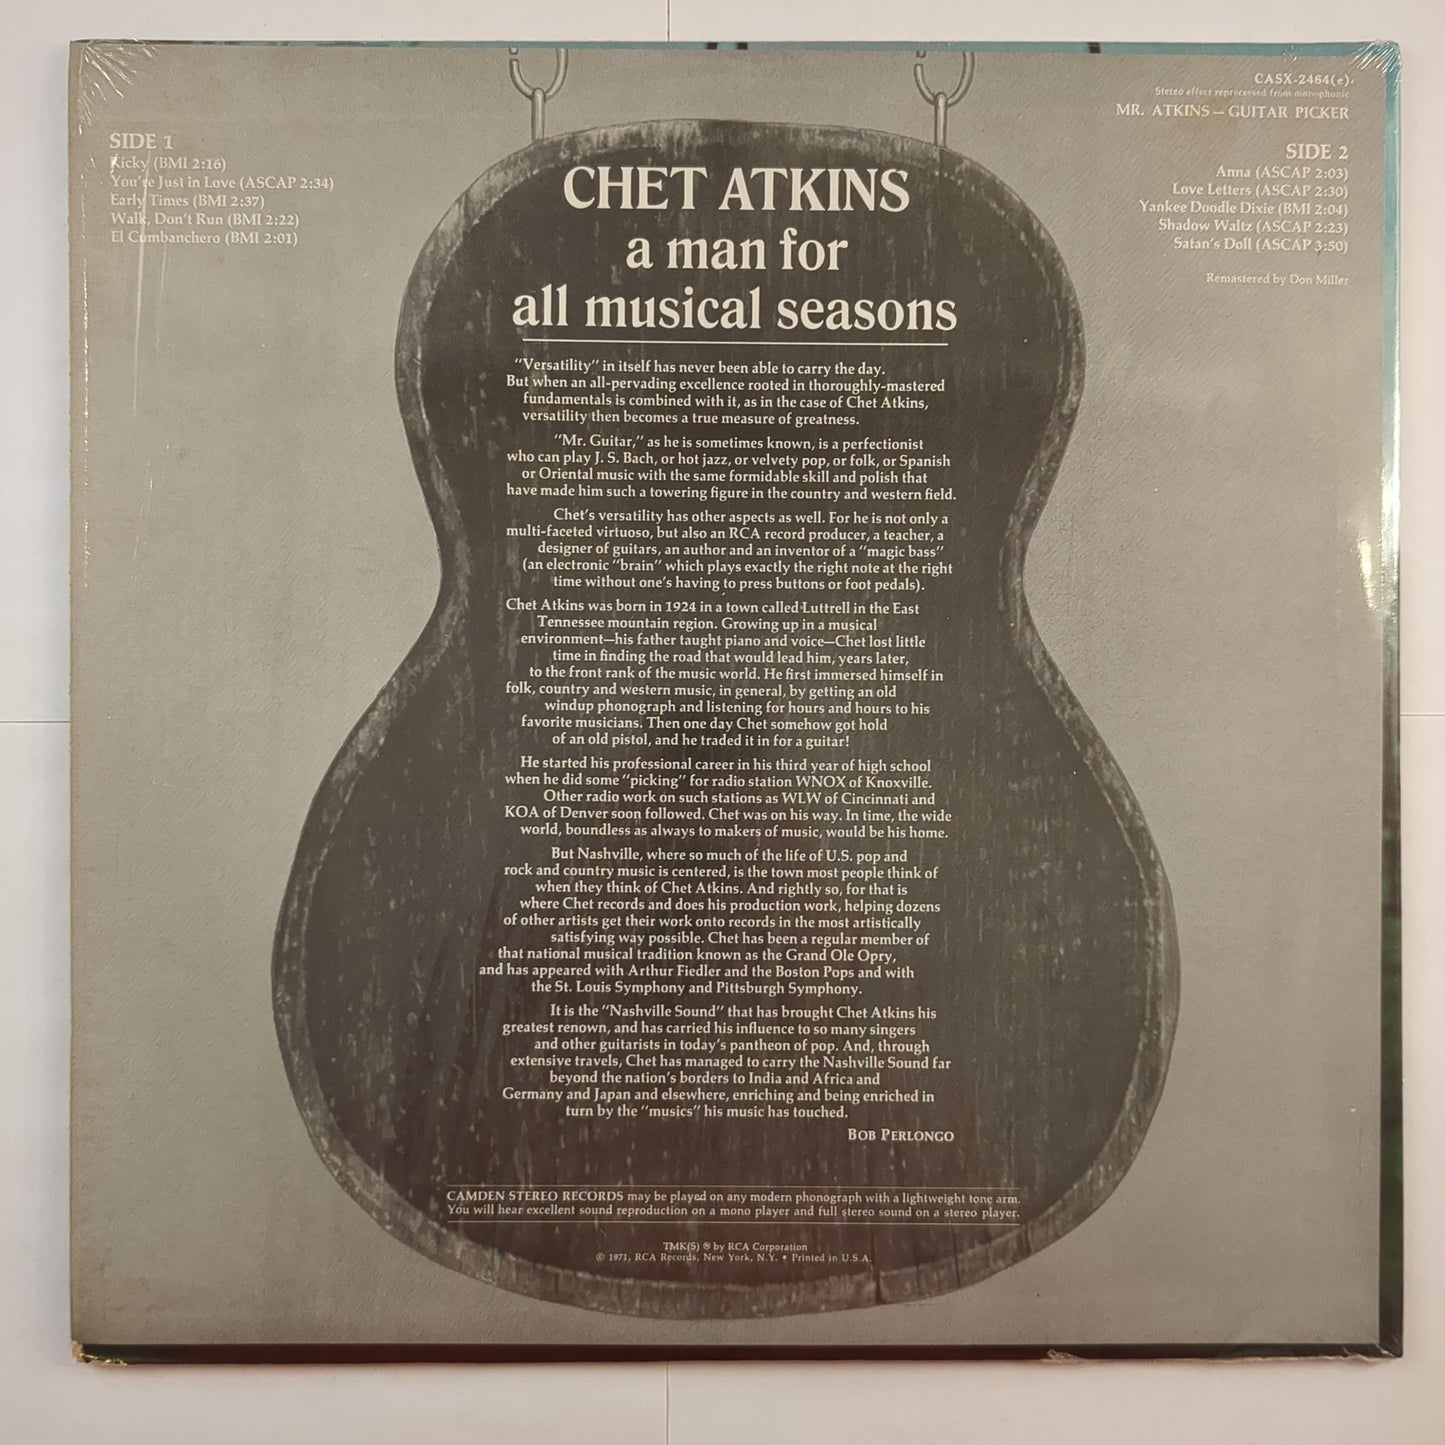 CASX-2464(e)
Stereo effect reprocessed from monophonic
MR. ATKINS—GUITAR PICKER
SIDE 1
Kicky (BMI 2:16)
You're Just in Love (ASCAP 2:34)
Early Times (BMI 2:37)
Walk, Don't Run (BMI 2:22)
El Cumbanchero (BMI 2:01)
SIDE 2
Anna (ASCAP 2:03)
Love Letters (ASCAP 2:30)
Yankee Doodle Dixie (BMI 2:04)
Shadow Waltz (ASCAP 2:23)
Satan's Doll (ASCAP 3:50)
Remastered by Don Miller
CHET ATKINS
a man for
all musical seasons
"Versatility" in itself has never been able to carry the day.
But when an all-pervading excellence rooted in thoroughly-mastered
fundamentals is combined with it, as in the case of Chet Atkins,
versatility then becomes a true measure of greatness.
"Mr. Guitar," as he is sometimes known, is a perfectionist
who can play J. S. Bach, or hot jazz, or velvety pop, or folk, or Spanish
or Oriental music with the same formidable skill and polish that
have made him such a towering figure in the country and western field.
Chet's versatility has other aspects as well. For he is not only a
multi-faceted virtuoso, but also an RCA record producer, a teacher, a
designer of guitars, an author and an inventor of a "magic bass"
(an electronic "brain" which plays exactly the right note at the right
time without one's having to press buttons or foot pedals).
Chet Atkins was born in 1924 in a town called Luttrell in the East
Tennessee mountain region. Growing up in a musical
environment—his father taught piano and voice—Chet lost little
time in finding the road that would lead him, years later,
to the front rank of the music world. He first immersed himself in
folk, country and western music, in general, by getting an old
windup phonograph and listening for hours and hours to his
favorite musicians. Then one day Chet somehow got hold
of an old pistol, and he traded it in for a guitar!
He started his professional career in his third year of high school
when he did some "picking" for radio station WNOX of Knoxville.
Other radio work on such stations as WLW of Cincinnati and
KOA of Denver soon followed. Chet was on his way. In time, the wide
world, boundless as always to makers of music, would be his home.
But Nashville, where so much of the life of U.S. pop and
rock and country music is centered, is the town most people think of
when they think of Chet Atkins. And rightly so, for that is
where Chet records and does his production work, helping dozens
of other artists get their work onto records in the most artistically
satisfying way possible. Chet has been a regular member of
that national musical tradition known as the Grand Ole Opry,
and has appeared with Arthur Fiedler and the Boston Pops and with
the St. Louis Symphony and Pittsburgh Symphony.
It is the "Nashville Sound" that has brought Chet Atkins his
greatest renown, and has carried his influence to so many singers
and other guitarists in today's pantheon of pop. And, through
extensive travels, Chet has managed to carry the Nashville Sound far
beyond the nation's borders to India and Africa and
Germany and Japan and elsewhere, enriching and being enriched in
turn by the "musics" his music has touched.
BOB PERLONGO
CAMDEN STEREO RECORDS may be played on any modern phonograph with a lightweight tone arm.
You will hear excellent sound reproduction on a mono player and full stereo sound on a stereo player.
TMK(S) ® by RCA Corporation
© 1971, RCA Records, New York, N.Y. • Printed in U.S.A.